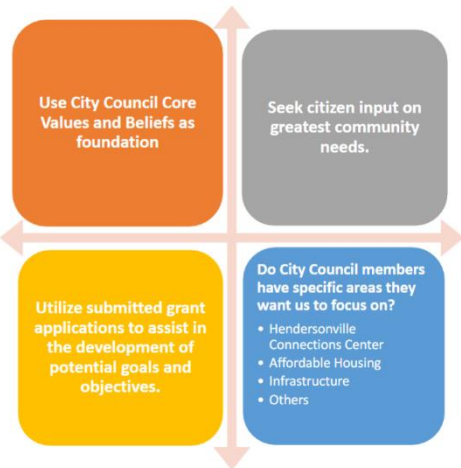 Use City Council Core
Values and Beliefs as
foundation
Seek citizen input on
greatest community
needs.
Utilize submitted grant
applications to assist in
the development of
potential goals and
objectives.
Do City Council members
have specific areas they
want us to focus on?
• Hendersonville
Connections Center
• Affordable Housing
• Infrastructure
• Others